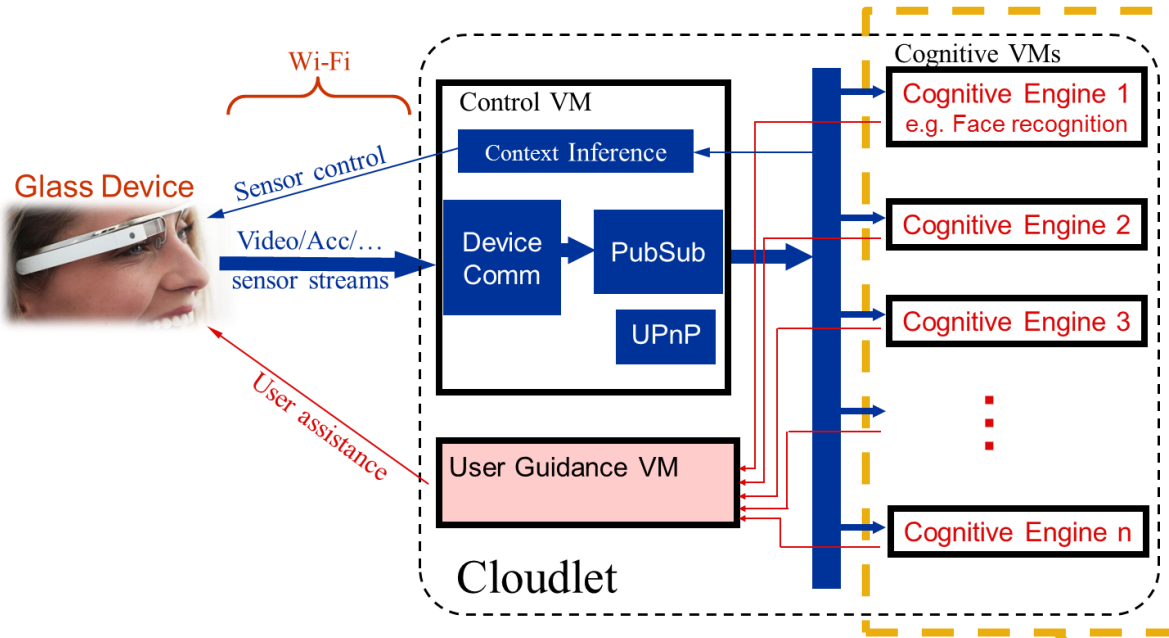 Wi-Fi
Glass Device
Sensor control
Video/Acc/…
sensor streams
User assistance
Control VM
Context Inference
Device
Comm
PubSub
UPnP
User Guidance VM
Cloudlet
Cognitive VMs
Cognitive Engine 1
e.g. Face recognition
Cognitive Engine 2
Cognitive Engine 3
Cognitive Engine n